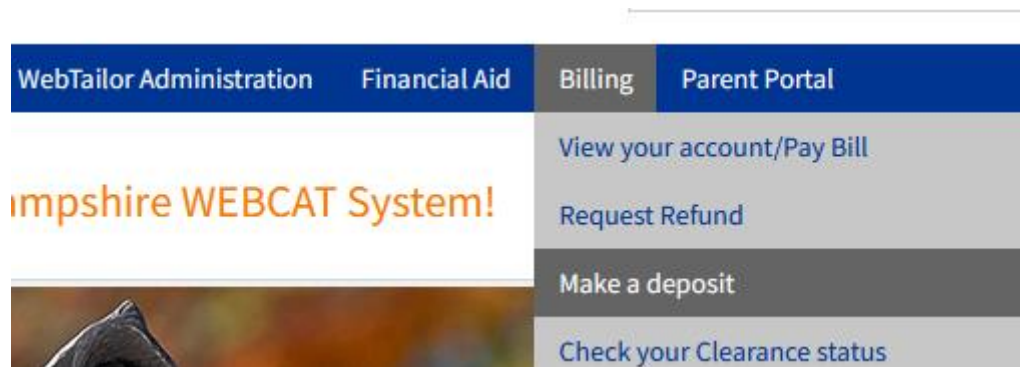 WebTailor Administration Financial Aid Billing Parent Portal
View your account/Pay Bill
WEBCAT System!
Request Refund
Make a deposit
Check your Clearance status